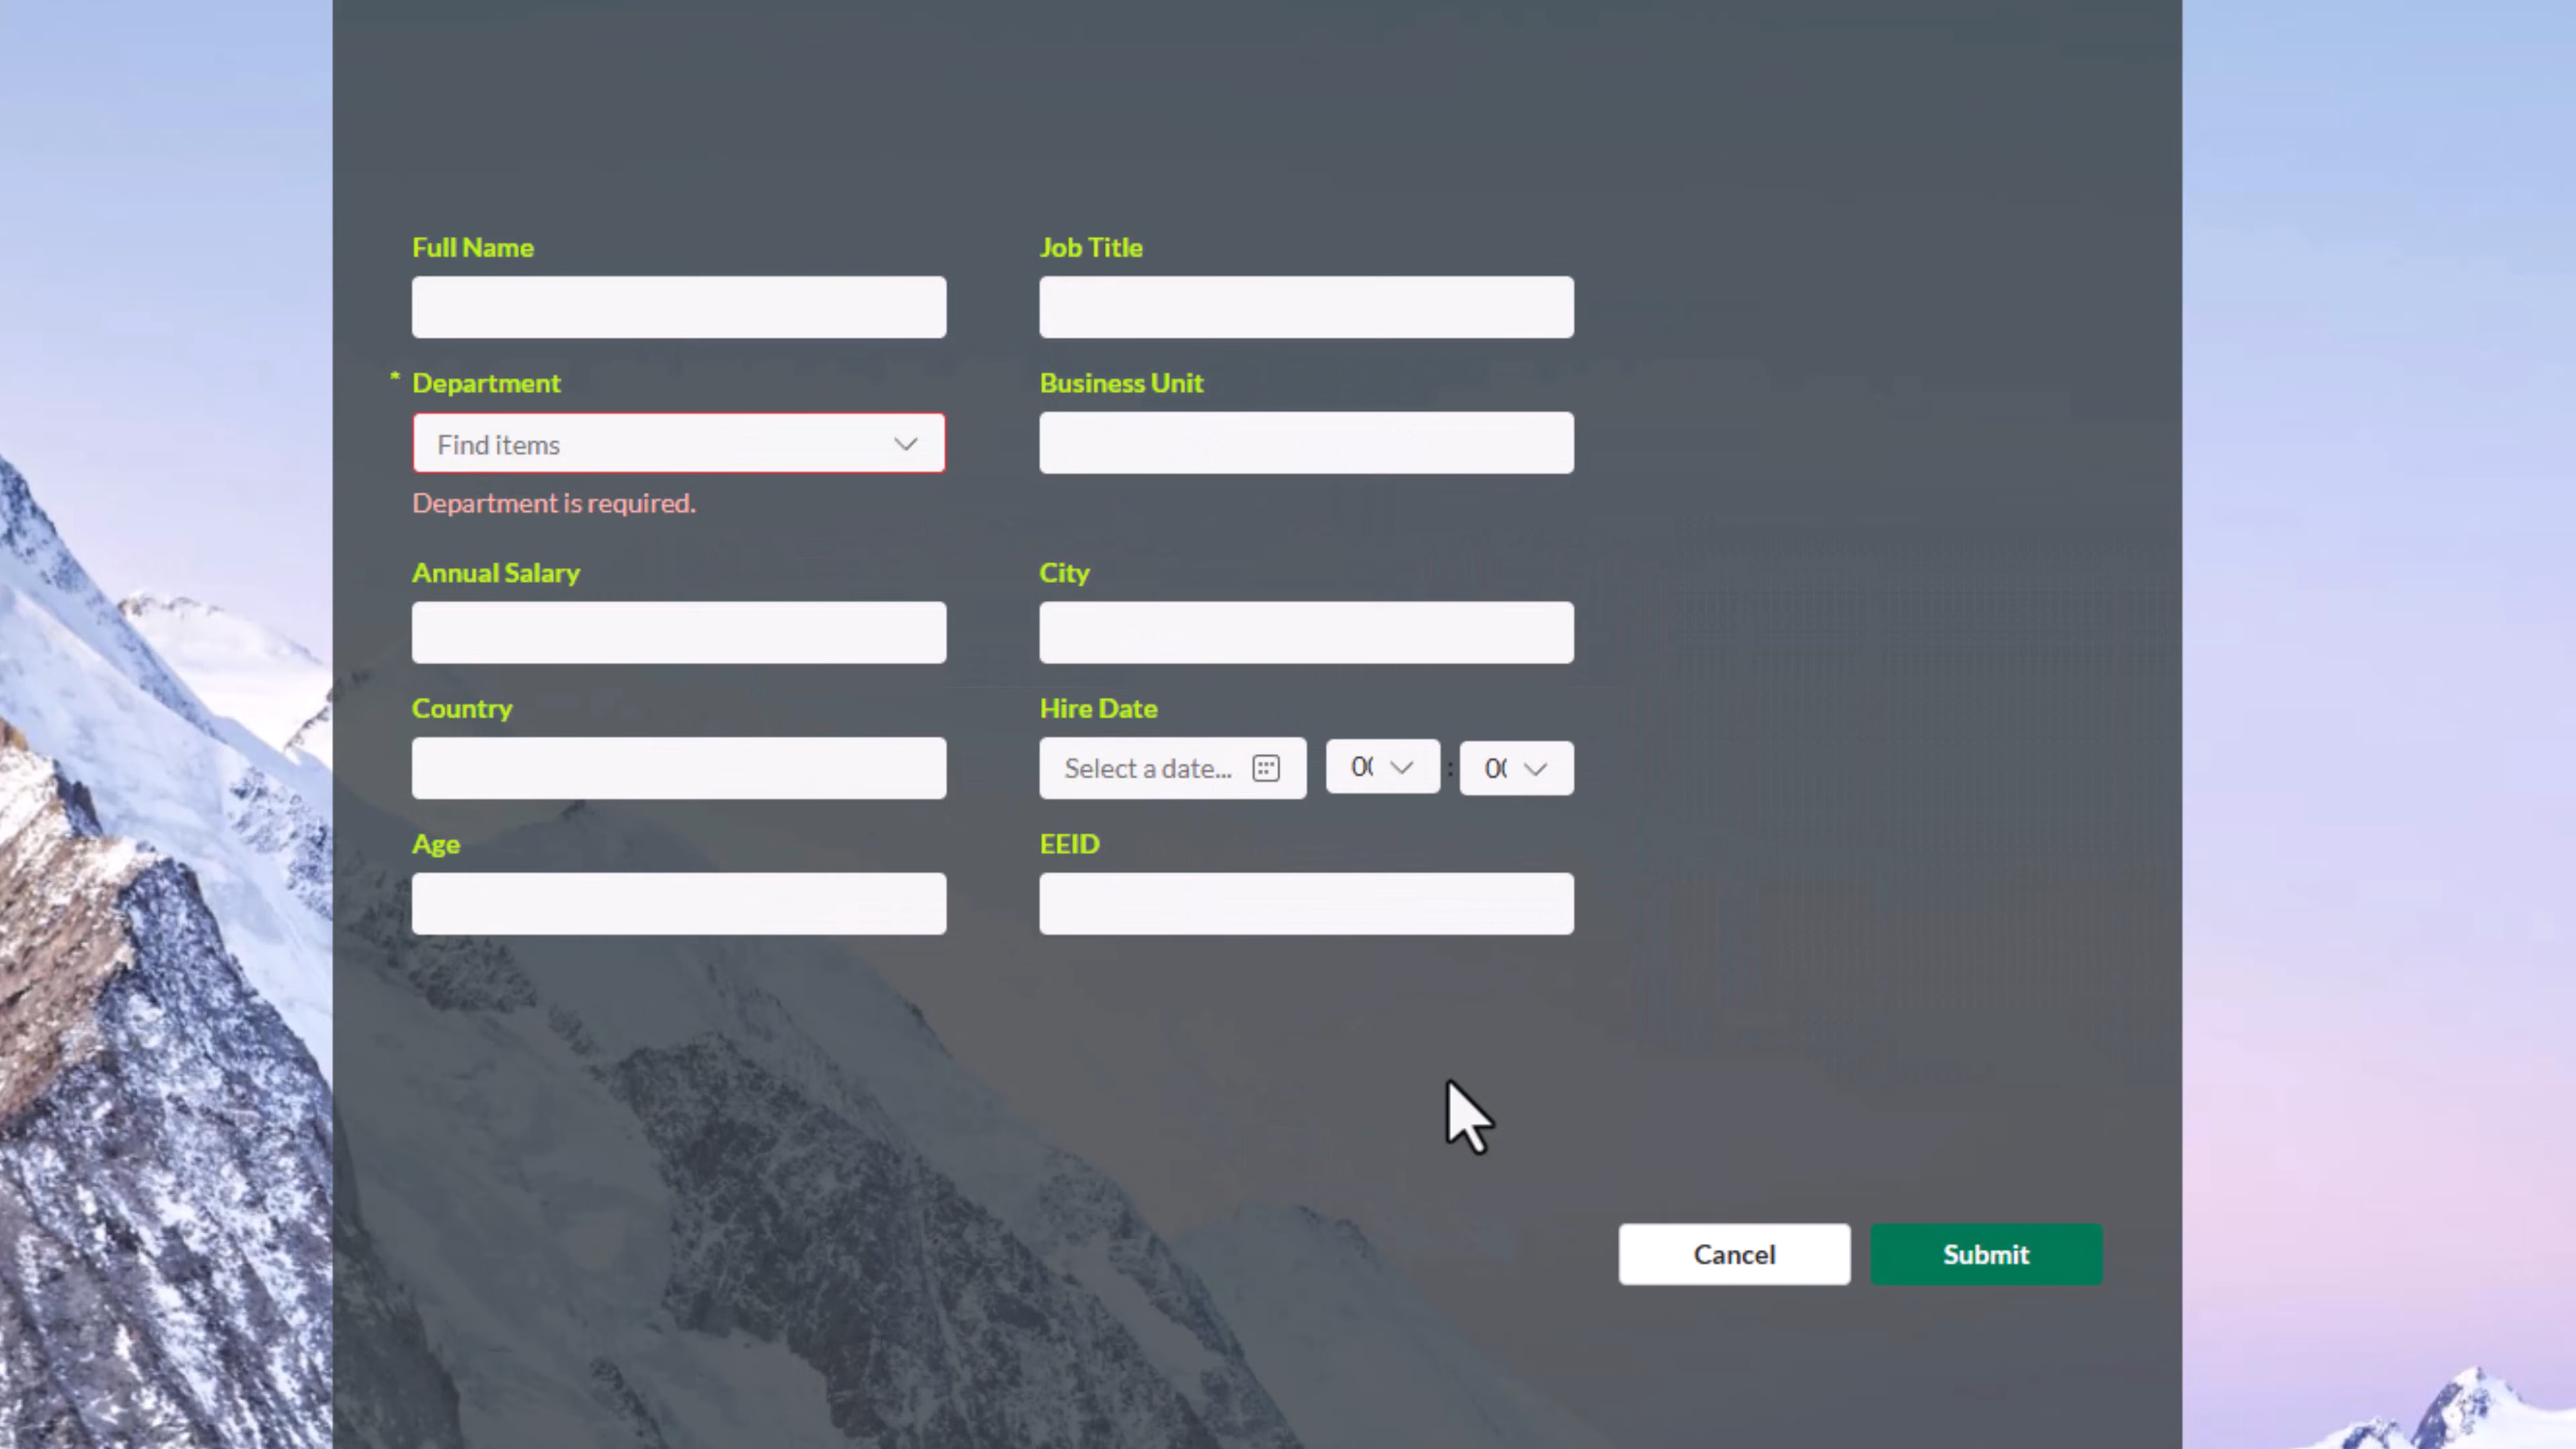 Full Name
Job Title
* Department
Business Unit
Find items
Department is required.
Annual Salary
City
Country
Hire Date
Select a date...
:
Age
EEID
Cancel
Submit